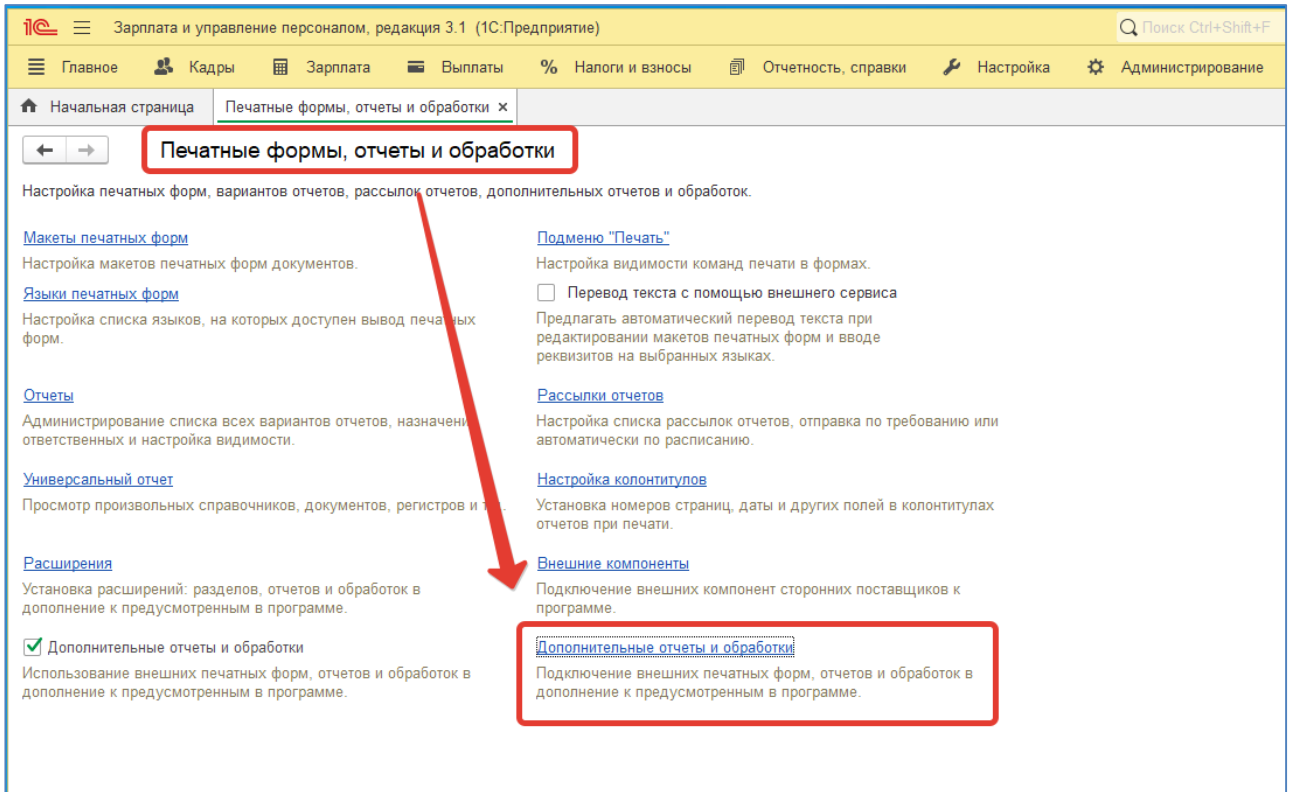 1С Зарплата и управление персоналом, редакция 3.1 (1С:Предприятие) Поиск Ctrl+Shift+F
Главное Кадры Зарплата Выплаты % Налоги и взносы Отчетность, справки Настройка Администрирование
Начальная страница Печатные формы, отчеты и обработки ×
Печатные формы, отчеты и обработки
Настройка печатных форм, вариантов отчетов, рассылок отчетов, дополнительных отчетов и обработок.
Макеты печатных форм
Настройка макетов печатных форм документов.
Подменю "Печать"
Настройка видимости команд печати в формах.
Языки печатных форм
Настройка списка языков, на которых доступен вывод печатных
форм.
Перевод текста с помощью внешнего сервиса
Предлагать автоматический перевод текста при
редактировании макетов печатных форм и вводе
реквизитов на выбранных языках.
Отчеты
Администрирование списка всех вариантов отчетов, назначени
ответственных и настройка видимости.
Рассылки отчетов
Настройка списка рассылок отчетов, отправка по требованию или
автоматически по расписанию.
Универсальный отчет
Просмотр произвольных справочников, документов, регистров и
Настройка колонтитулов
Установка номеров страниц, даты и других полей в колонтитулах
отчетов при печати.
Расширения
Установка расширений: разделов, отчетов и обработок в
дополнение к предусмотренным в программе.
Внешние компоненты
Подключение внешних компонент сторонних поставщиков к
программе.
Дополнительные отчеты и обработки
Использование внешних печатных форм, отчетов и обработок в
дополнение к предусмотренным в программе.
Дополнительные отчеты и обработки
Подключение внешних печатных форм, отчетов и обработок в
дополнение к предусмотренным в программе.